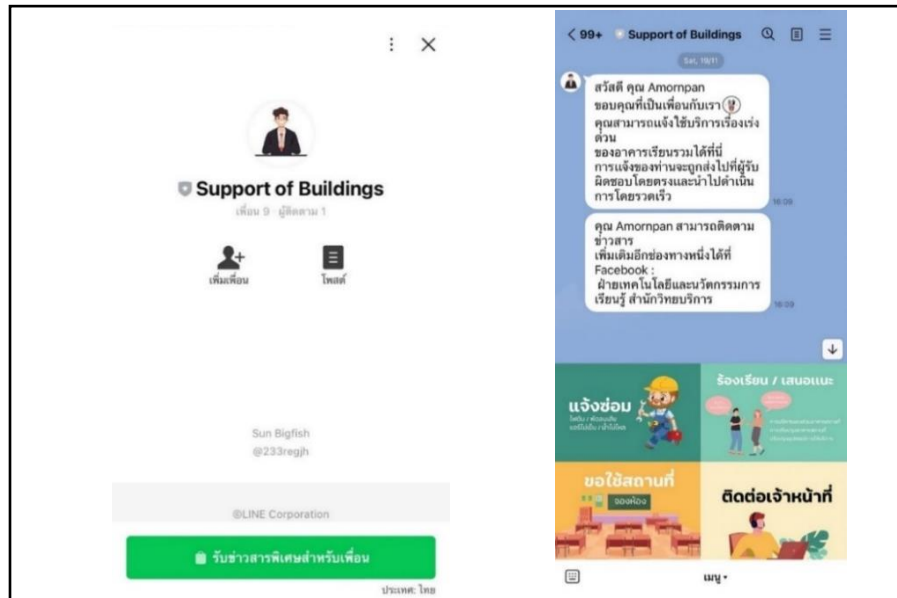 Support of Buildings
เพื่อน 9 ผู้ติดตาม 1
เพิ่มเพื่อน
โพสต์
Sun Bigfish
@233regjh
@LINE Corporation
รับข่าวสารพิเศษสำหรับเพื่อน
ประเทศ: ไทย
99+ Support of Buildings
Sat, 19/11
สวัสดี คุณ Amornpan
ขอบคุณที่เป็นเพื่อนกับเรา
คุณสามารถแจ้งใช้บริการเรื่องเร่ง
ด่วน
ของอาคารเรียนรวมได้ที่นี่
การแจ้งของท่านจะถูกส่งไปที่ผู้รับ
ผิดชอบโดยตรงและนำไปดำเนิน
การโดยรวดเร็ว
16:09
คุณ Amornpan สามารถติดตาม
ข่าวสาร
เพิ่มเติมอีกช่องทางหนึ่งได้ที่
Facebook :
ฝ่ายเทคโนโลยีและนวัตกรรมการ
เรียนรู้ สำนักวิทยบริการ
16:09
แจ้งซ่อม
ร้องเรียน / เสนอแนะ
ขอใช้สถานที่
จองห้อง
ติดต่อเจ้าหน้าที่
เมนู